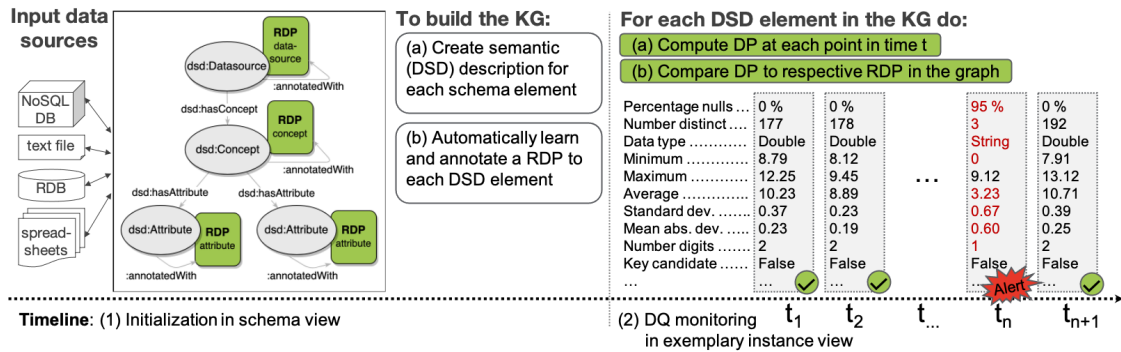 Input data
sources
NoSQL
DB
text file
RDB
spread-
sheets
dsd:Datasource
RDP
data-
source
:annotatedWith
dsd:hasConcept
RDP
concept
dsd:Concept
:annotatedWith
dsd:hasAttribute
dsd:hasAttribute
dsd:Attribute
RDP
attribute
dsd:Attribute
RDP
attribute
:annotatedWith
:annotatedWith
To build the KG:
(a) Create semantic
(DSD) description for
each schema element
(b) Automatically learn
and annotate a RDP to
each DSD element
For each DSD element in the KG do:
(a) Compute DP at each point in time t
(b) Compare DP to respective RDP in the graph
Percentage nulls ... 0 % 0 % 95 % 0 %
Number distinct .... 177 178 3 192
Data type ............ Double Double String Double
Minimum ............. 8.79 8.12 0 7.91
Maximum ............ 12.25 9.45 ... 9.12 13.12
Average .............. 10.23 8.89 3.23 10.71
Standard dev. ...... 0.37 0.23 0.67 0.39
Mean abs. dev. ..... 0.23 0.19 0.60 0.25
Number digits ...... 2 2 1 2
Key candidate ...... False False False False
... ... ... ... ...
Alert
Timeline: (1) Initialization in schema view
(2) DQ monitoring
in exemplary instance view
t1 t2 t... tn tn+1